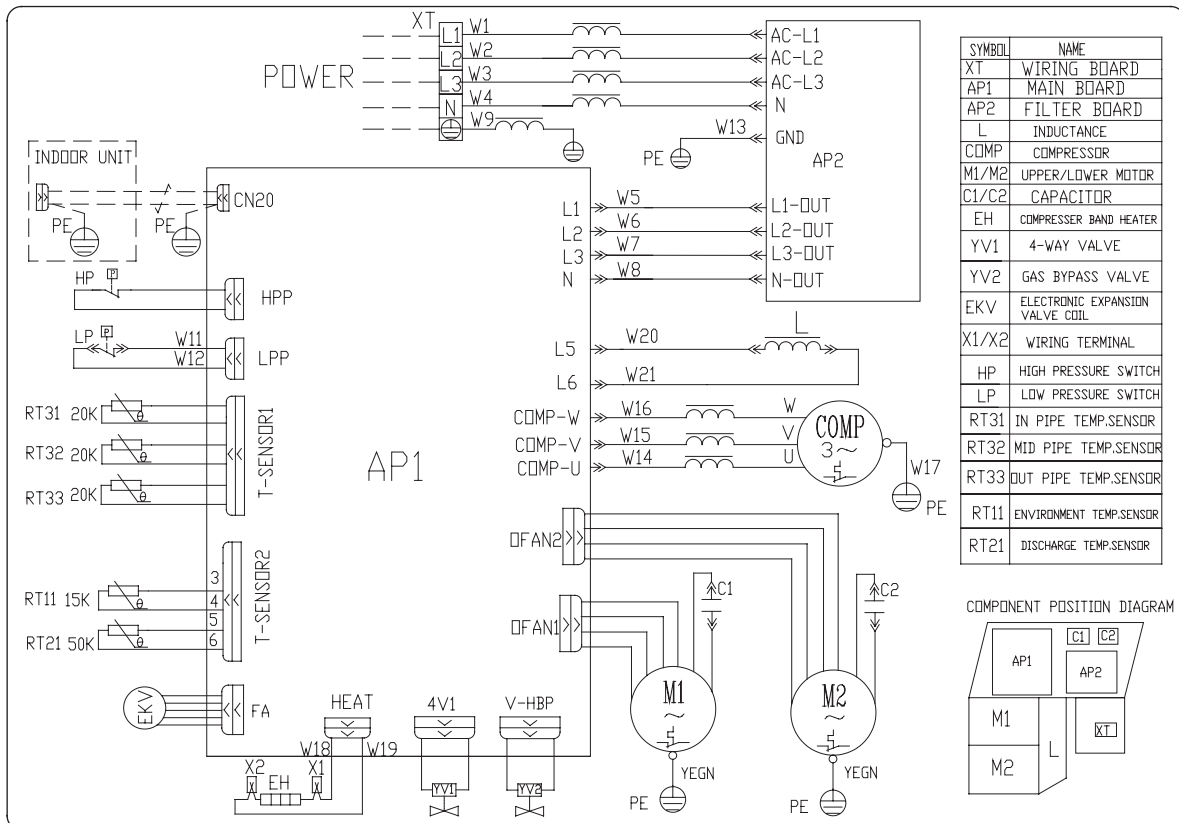 XT
L1 W1 AC-L1
L2 W2 AC-L2
POWER L3 W3 AC-L3
N W4 N
W9
W13 GND
PE
AP2
INDOOR UNIT
CN20
PE PE
L1 W5 L1-OUT
L2 W6 L2-OUT
L3 W7 L3-OUT
N W8 N-OUT
HP P
HPP
LP P W11
W12 LPP
L
L5 W20
L6 W21
RT31 20K θ
RT32 20K θ
RT33 20K θ
T-SENSOR1
AP1
COMP-W W16 W
COMP-V W15 V
COMP-U W14 U
COMP
3~
W17
PE
OFAN2
OFAN1
3
RT11 15K θ 4
5
RT21 50K θ 6
T-SENSOR2
C1 C2
EKV FA
HEAT 4V1 V-HBP
W18 W19
X2 EH X1
YV1 YV2
M1
~
M2
~
YEGN YEGN
PE PE
SYMBOL NAME
XT WIRING BOARD
AP1 MAIN BOARD
AP2 FILTER BOARD
L INDUCTANCE
COMP COMPRESSOR
M1/M2 UPPER/LOWER MOTOR
C1/C2 CAPACITOR
EH COMPRESSER BAND HEATER
YV1 4-WAY VALVE
YV2 GAS BYPASS VALVE
EKV ELECTRONIC EXPANSION
VALVE COIL
X1/X2 WIRING TERMINAL
HP HIGH PRESSURE SWITCH
LP LOW PRESSURE SWITCH
RT31 IN PIPE TEMP.SENSOR
RT32 MID PIPE TEMP.SENSOR
RT33 OUT PIPE TEMP.SENSOR
RT11 ENVIRONMENT TEMP.SENSOR
RT21 DISCHARGE TEMP.SENSOR
COMPONENT POSITION DIAGRAM
C1 C2
AP1 AP2
M1 XT
L
M2